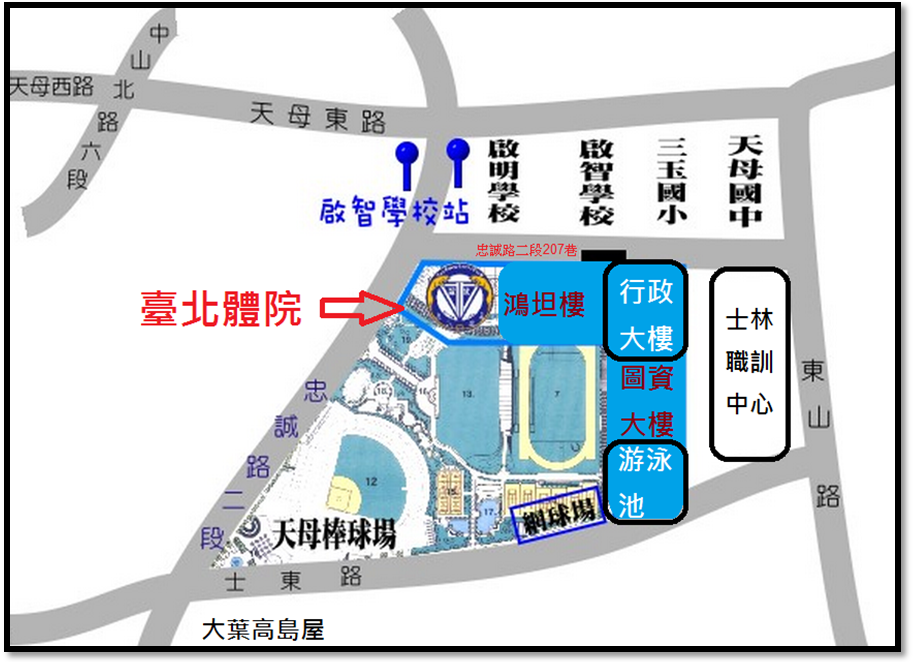 中山北路六段
天母西路
天母東路
啟智學校站
啟明學校
啟智學校
三玉國小
天母國中
忠誠路二段207巷
臺北體院
鴻坦樓
行政
大樓
圖資
大樓
游泳
池
士林
職訓
中心
東山路
忠誠路二段
13.
7
12
17.
天母棒球場
網球場
士東路
大葉高島屋